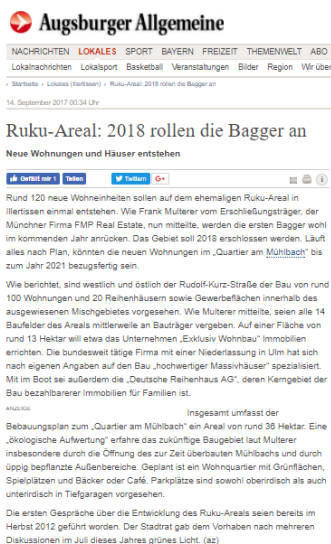 Augsburger Allgemeine
NACHRICHTEN LOKALES SPORT BAYERN FREIZEIT THEMENWELT ABO
Lokalnachrichten Lokalsport Basketball Veranstaltungen Bilder Region Wir über
Startseite › Lokales (Illertissen) › Ruku-Areal: 2018 rollen die Bagger an
14. September 2017 00:34 Uhr
Ruku-Areal: 2018 rollen die Bagger an
Neue Wohnungen und Häuser entstehen
Gefällt mir 1 Teilen Twittern G+
Rund 120 neue Wohneinheiten sollen auf dem ehemaligen Ruku-Areal in
Illertissen einmal entstehen. Wie Frank Multerer vom Erschließungsträger, der
Münchner Firma FMP Real Estate, nun mitteilte, werden die ersten Bagger wohl
im kommenden Jahr anrücken. Das Gebiet soll 2018 erschlossen werden. Läuft
alles nach Plan, könnten die neuen Wohnungen im „Quartier am Mühlbach" bis
zum Jahr 2021 bezugsfertig sein.
Wie berichtet, sind westlich und östlich der Rudolf-Kurz-Straße der Bau von rund
100 Wohnungen und 20 Reihenhäusern sowie Gewerbeflächen innerhalb des
ausgewiesenen Mischgebietes vorgesehen. Wie Multerer mitteilte, seien alle 14
Baufelder des Areals mittlerweile an Bauträger vergeben. Auf einer Fläche von
rund 13 Hektar will etwa das Unternehmen „Exklusiv Wohnbau" Immobilien
errichten. Die bundesweit tätige Firma mit einer Niederlassung in Ulm hat sich
nach eigenen Angaben auf den Bau „hochwertiger Massivhäuser" spezialisiert.
Mit im Boot sei außerdem die „Deutsche Reihenhaus AG", deren Kerngebiet der
Bau bezahlbarerer Immobilien für Familien ist.
ANZEIGE
Insgesamt umfasst der
Bebauungsplan zum „Quartier am Mühlbach" ein Areal von rund 36 Hektar. Eine
„ökologische Aufwertung" erfahre das zukünftige Baugebiet laut Multerer
insbesondere durch die Öffnung des zur Zeit überbauten Mühlbachs und durch
üppig bepflanzte Außenbereiche. Geplant ist ein Wohnquartier mit Grünflächen,
Spielplätzen und Bäcker oder Café. Parkplätze sind sowohl oberirdisch als auch
unterirdisch in Tiefgaragen vorgesehen.
Die ersten Gespräche über die Entwicklung des Ruku-Areals seien bereits im
Herbst 2012 geführt worden. Der Stadtrat gab dem Vorhaben nach mehreren
Diskussionen im Juli dieses Jahres grünes Licht. (az)